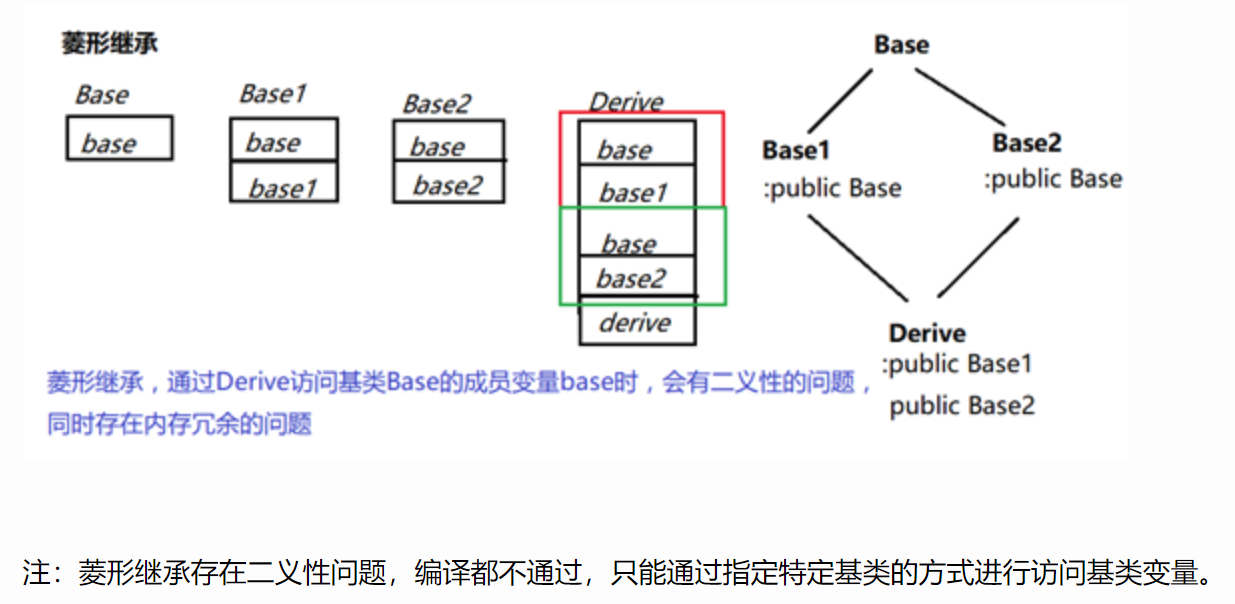 菱形继承
Base
base
Base1
base
base1
Base2
base
base2
Derive
base
base1
base
base2
derive
Base
Base1
:public Base
Base2
:public Base
Derive
:public Base1
public Base2
菱形继承，通过Derive访问基类Base的成员变量base时，会有二义性的问题，
同时存在内存冗余的问题
注：菱形继承存在二义性问题，编译都不通过，只能通过指定特定基类的方式进行访问基类变量。